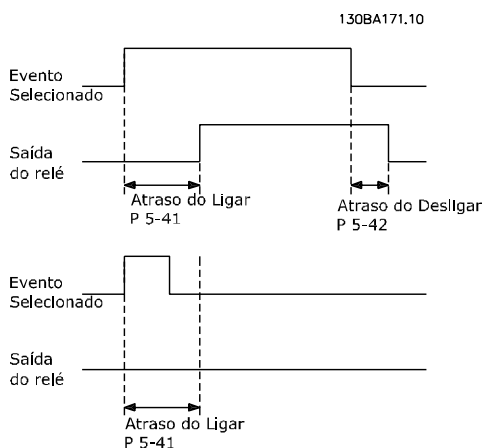 130BA171.10
Evento
Selecionado
Saída
do relé
Atraso do Ligar
P 5-41
Atraso do Desligar
P 5-42
Evento
Selecionado
Saída
do relé
Atraso do Ligar
P 5-41